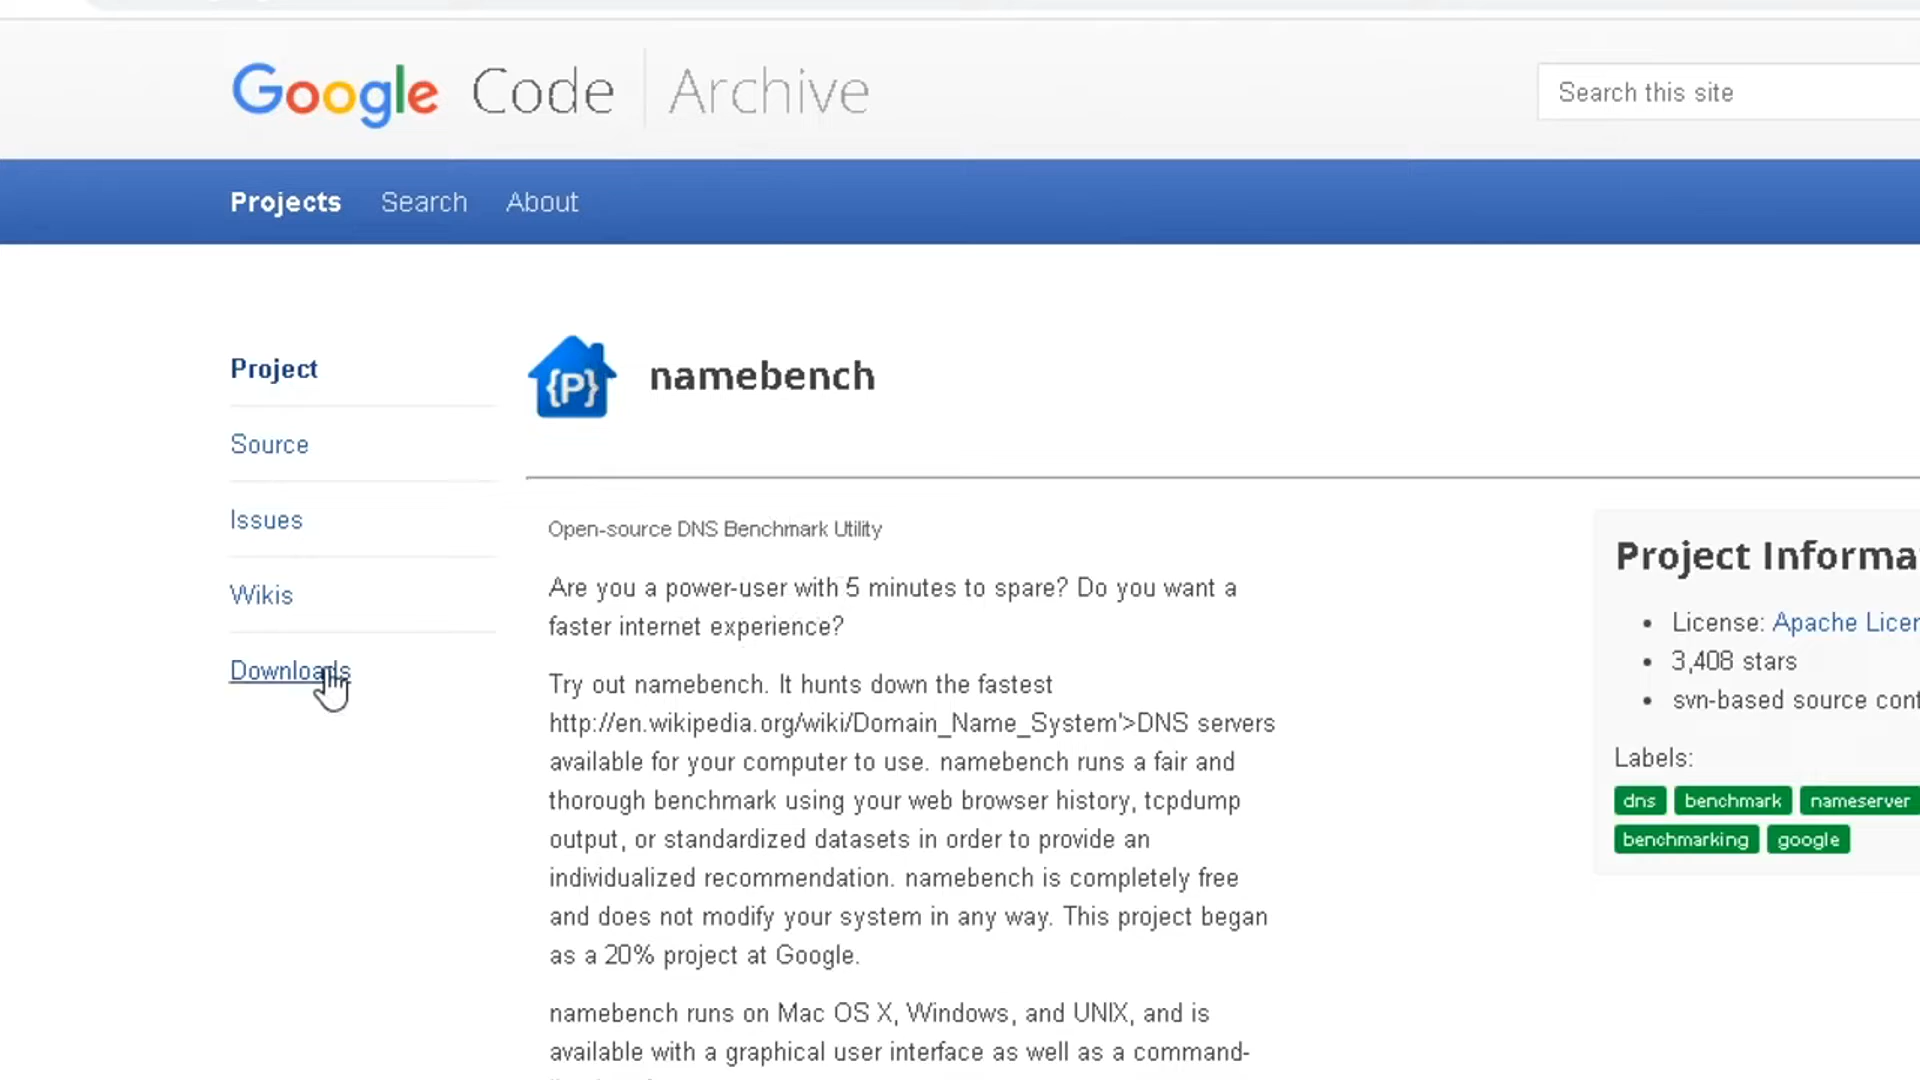 Google Code Archive
Search this site
Projects Search About
Project
Source
Issues
Wikis
Downloads
{P}
namebench
Open-source DNS Benchmark Utility
Are you a power-user with 5 minutes to spare? Do you want a
faster internet experience?
Try out namebench. It hunts down the fastest
http://en.wikipedia.org/wiki/Domain_Name_System'>DNS servers
available for your computer to use. namebench runs a fair and
thorough benchmark using your web browser history, tcpdump
output, or standardized datasets in order to provide an
individualized recommendation. namebench is completely free
and does not modify your system in any way. This project began
as a 20% project at Google.
namebench runs on Mac OS X, Windows, and UNIX, and is
available with a graphical user interface as well as a command-
Project Informa
License: Apache Licen
3,408 stars
svn-based source cont
Labels:
dns benchmark nameserver
benchmarking google